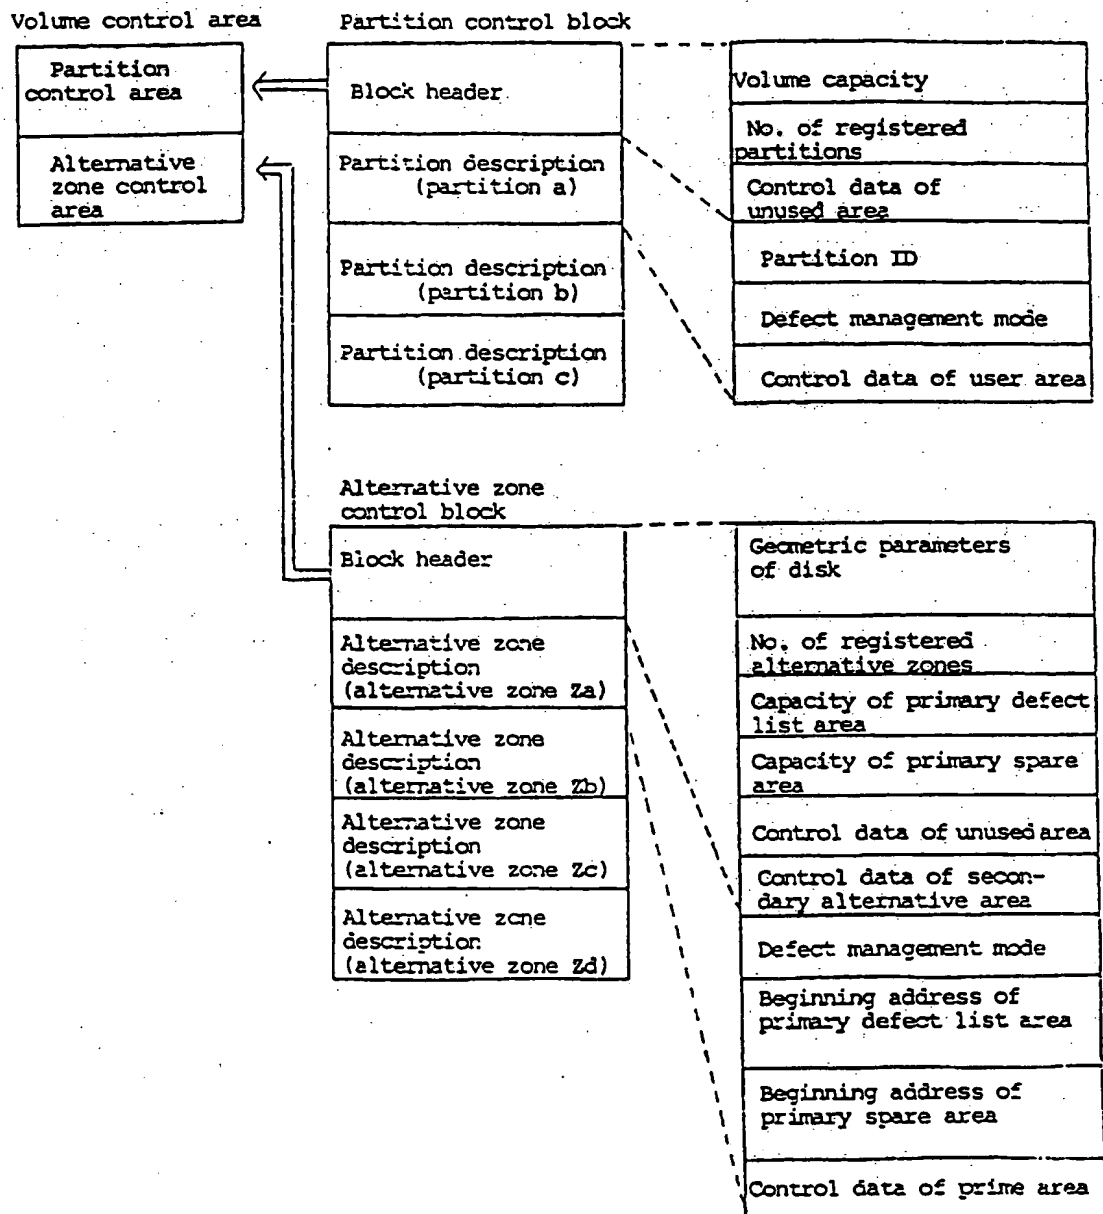 Volume control area
Partition
control area
Alternative
zone control
area
Partition control block
Block header
Partition description
(partition a)
Partition description
(partition b)
Partition description
(partition c)
Volume capacity
No. of registered
partitions
Control data of
unused area
Partition ID
Defect management mode
Control data of user area
Alternative zone
control block
Block header
Alternative zone
description
(alternative zone Za)
Alternative zone
description
(alternative zone Zb)
Alternative zone
description
(alternative zone Zc)
Alternative zone
description
(alternative zone Zd)
Geometric parameters
of disk
No. of registered
alternative zones
Capacity of primary defect
list area
Capacity of primary spare
area
Control data of unused area
Control data of secon-
dary alternative area
Defect management mode
Beginning address of
primary defect list area
Beginning address of
primary spare area
Control data of prime area